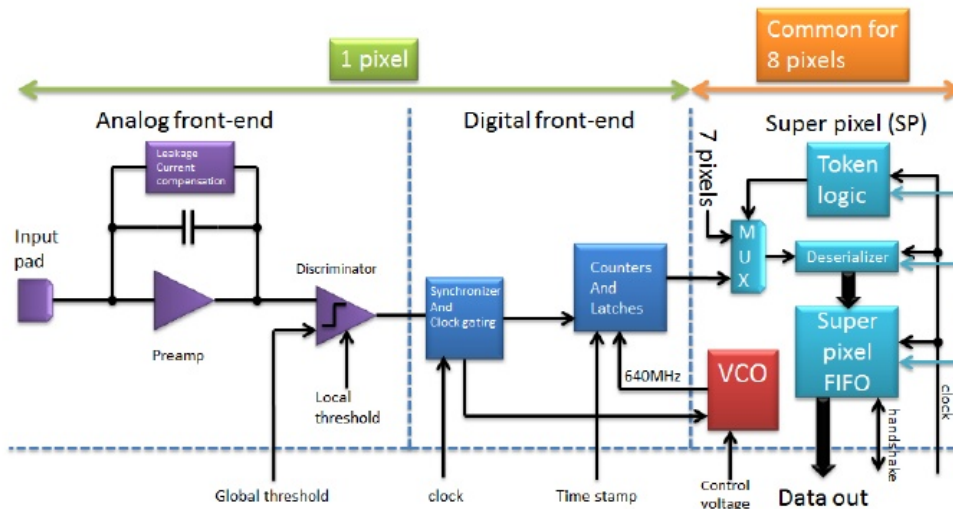 1 pixel
Common for
8 pixels
Analog front-end
Digital front-end
Super pixel (SP)
Leakage
Current
compensation
7 pixels
Token
logic
Input
pad
M
U
X
Discriminator
Deserializer
Counters
And
Latches
Synchronizer
And
Clock gating
Super
pixel
FIFO
Preamp
VCO
640MHz
Local
threshold
clock
handshake
Global threshold
clock
Time stamp
Control
voltage
Data out